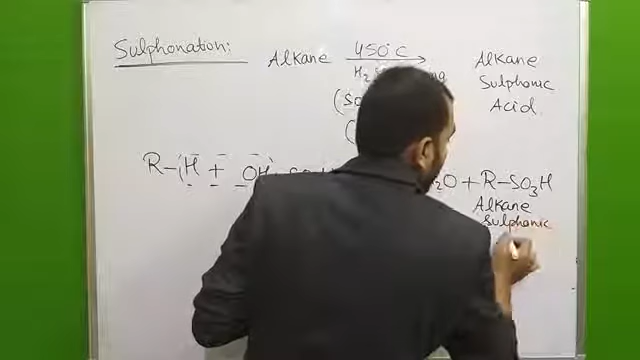 Sulphonation:
Alkane 450°C Alkane
Sulphonic
Acid
R-H + OH H₂O + R-SO₃H
Alkane
Sulphonic